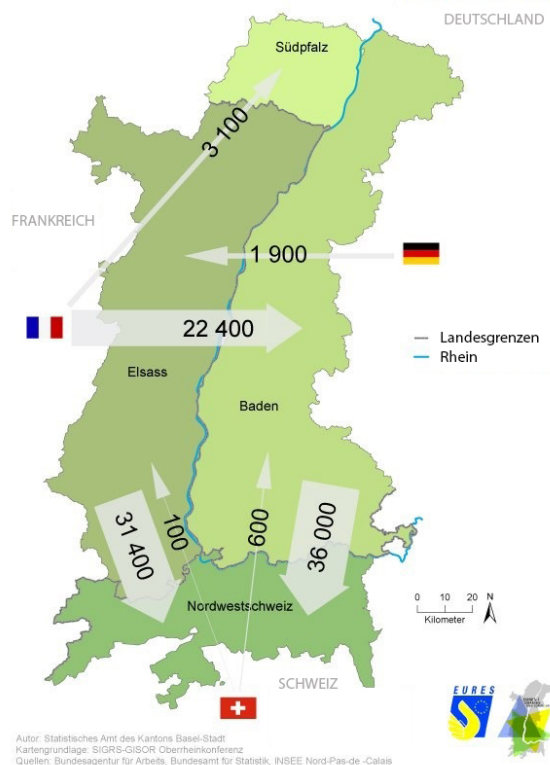 DEUTSCHLAND
Südpfalz
3 100
FRANKREICH
1 900
22 400
Landesgrenzen
Rhein
Elsass
Baden
31 400
100
600
36 000
Nordwestschweiz
0 10 20
Kilometer
N
SCHWEIZ
EURES
Autor: Statistisches Amt des Kantons Basel-Stadt
Kartengrundlage: SIGRS-GISOR Oberrheinkonferenz
Quellen: Bundesagentur für Arbeits, Bundesamt für Statistik, INSEE Nord-Pas-de -Calais